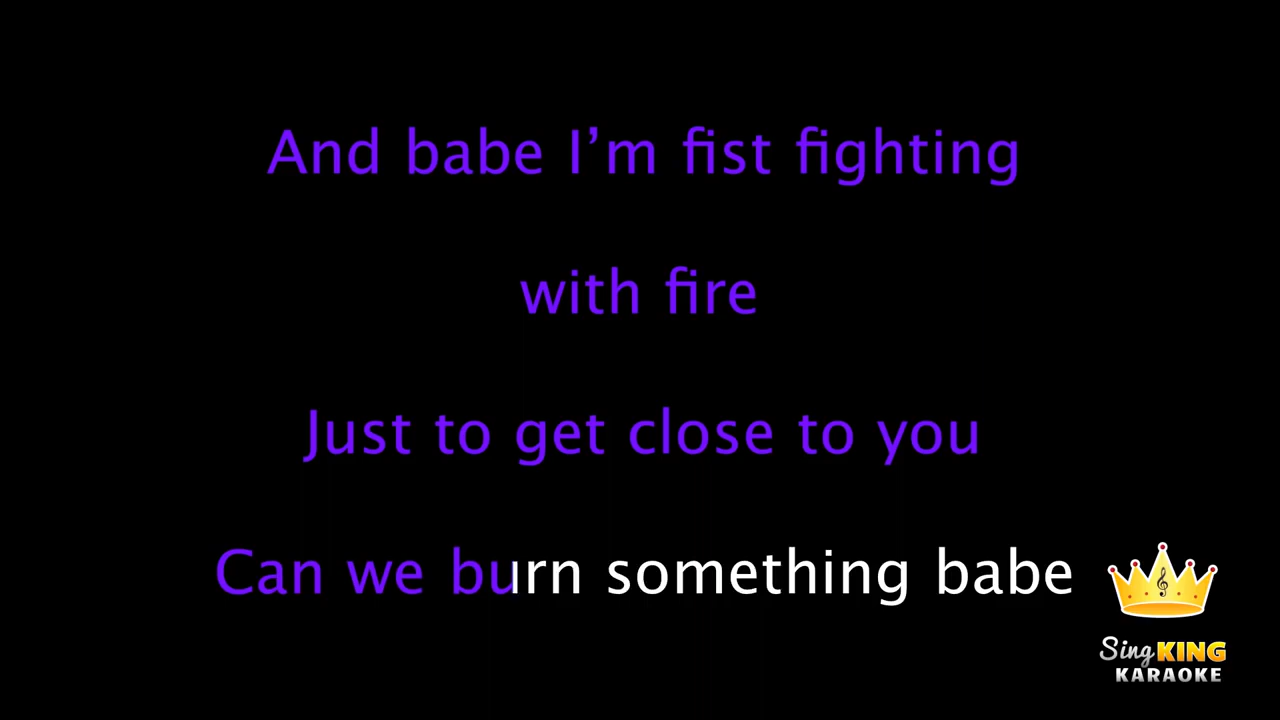 And babe I’m fist fighting
with fire
Just to get close to you
Can we burn something babe
Sing KING
KARAOKE